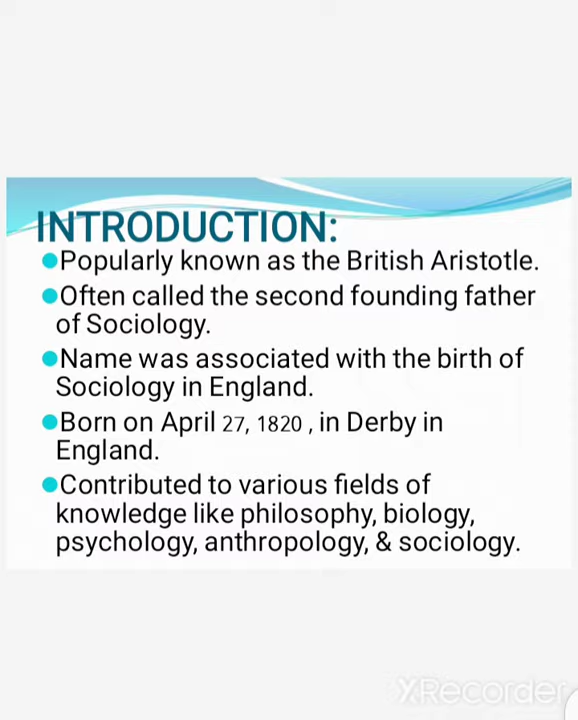 INTRODUCTION:
●Popularly known as the British Aristotle.
●Often called the second founding father
of Sociology.
●Name was associated with the birth of
Sociology in England.
●Born on April 27, 1820 , in Derby in
England.
●Contributed to various fields of
knowledge like philosophy, biology,
psychology, anthropology, & sociology.
XRecorder